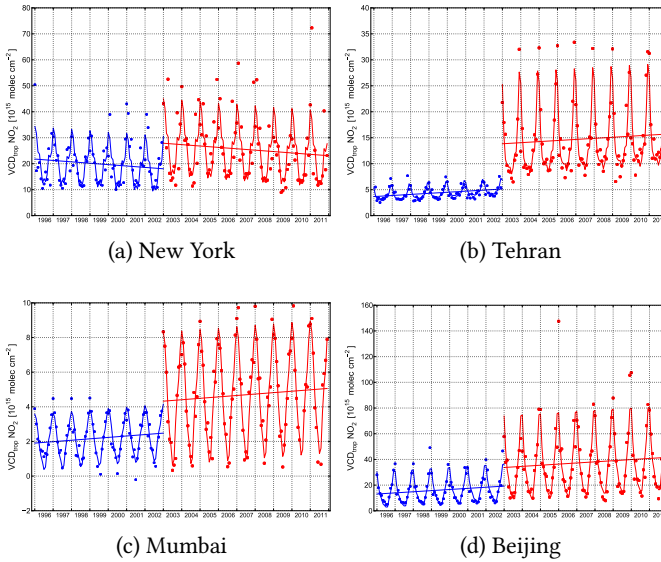 80
70
60
50
40
30
20
10
0
VCD_trop NO_2 [10^15 molec cm^-2]
1996 1997 1998 1999 2000 2001 2002 2003 2004 2005 2006 2007 2008 2009 2010 2011
(a) New York
40
35
30
25
20
15
10
5
0
VCD_trop NO_2 [10^15 molec cm^-2]
1996 1997 1998 1999 2000 2001 2002 2003 2004 2005 2006 2007 2008 2009 2010 201
(b) Tehran
10
8
6
4
2
0
−2
VCD_trop NO_2 [10^15 molec cm^-2]
1996 1997 1998 1999 2000 2001 2002 2003 2004 2005 2006 2007 2008 2009 2010 2011
(c) Mumbai
160
140
120
100
80
60
40
20
0
VCD_trop NO_2 [10^15 molec cm^-2]
1996 1997 1998 1999 2000 2001 2002 2003 2004 2005 2006 2007 2008 2009 2010 201
(d) Beijing